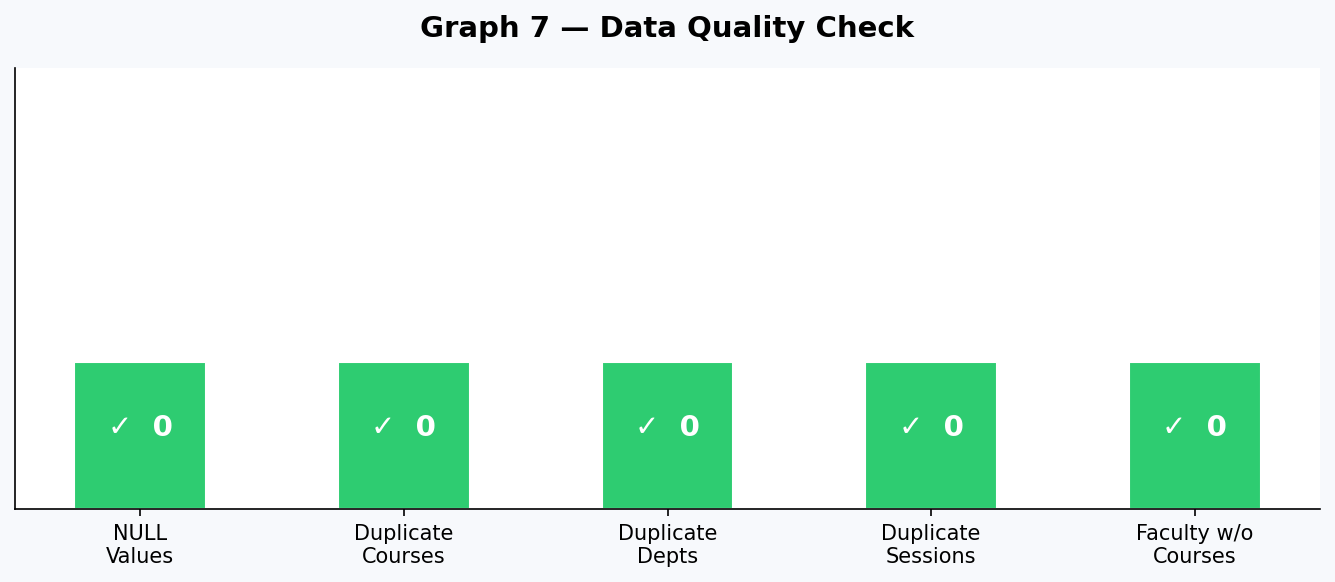 Graph 7 — Data Quality Check
✓ 0
✓ 0
✓ 0
✓ 0
✓ 0
NULL
Values
Duplicate
Courses
Duplicate
Depts
Duplicate
Sessions
Faculty w/o
Courses